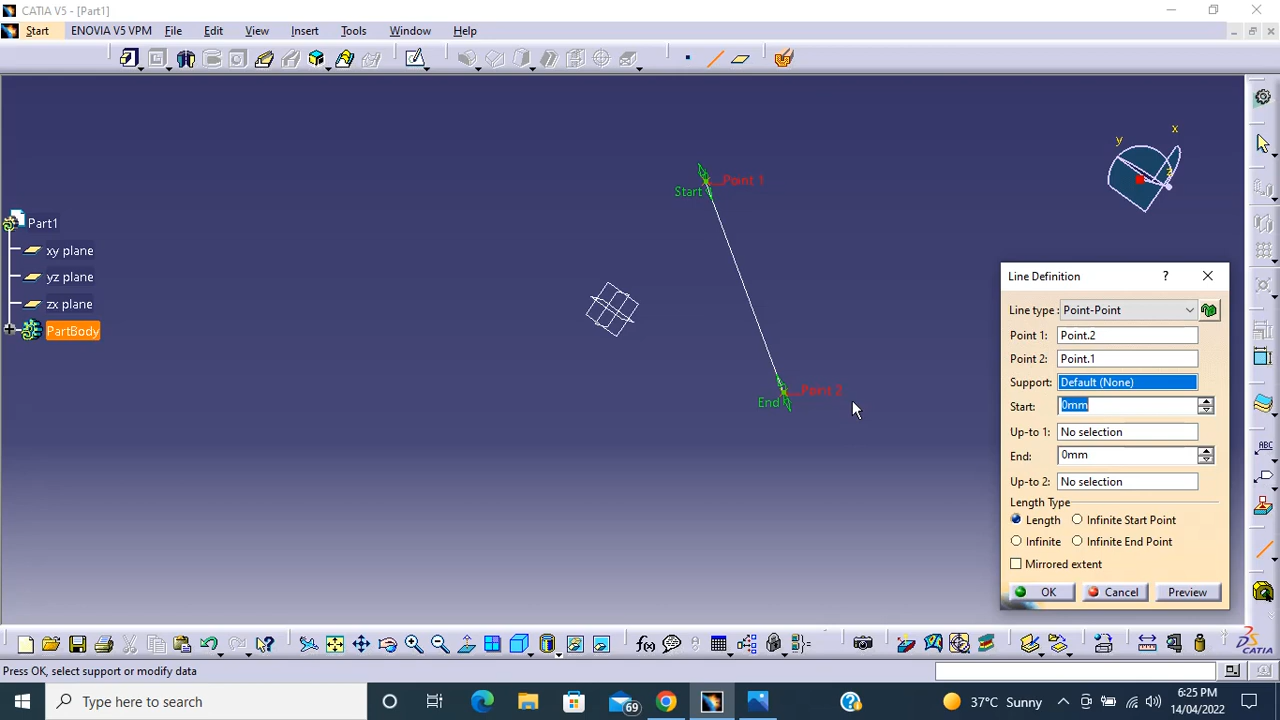 CATIA V5 - [Part1]
Start ENOVIA V5 VPM File Edit View Insert Tools Window Help
y x
z
Point 1
Start
Part1
xy plane
yz plane
zx plane
PartBody
Point 2
End
Line Definition ?
Line type : Point-Point
Point 1: Point.2
Point 2: Point.1
Support: Default (None)
Start: 0mm
Up-to 1: No selection
End: 0mm
Up-to 2: No selection
Length Type
Length Infinite Start Point
Infinite Infinite End Point
Mirrored extent
OK Cancel Preview
ABC
f(x)
CATIA
Press OK, select support or modify data
Type here to search
69
?
37°C Sunny
6:25 PM
14/04/2022